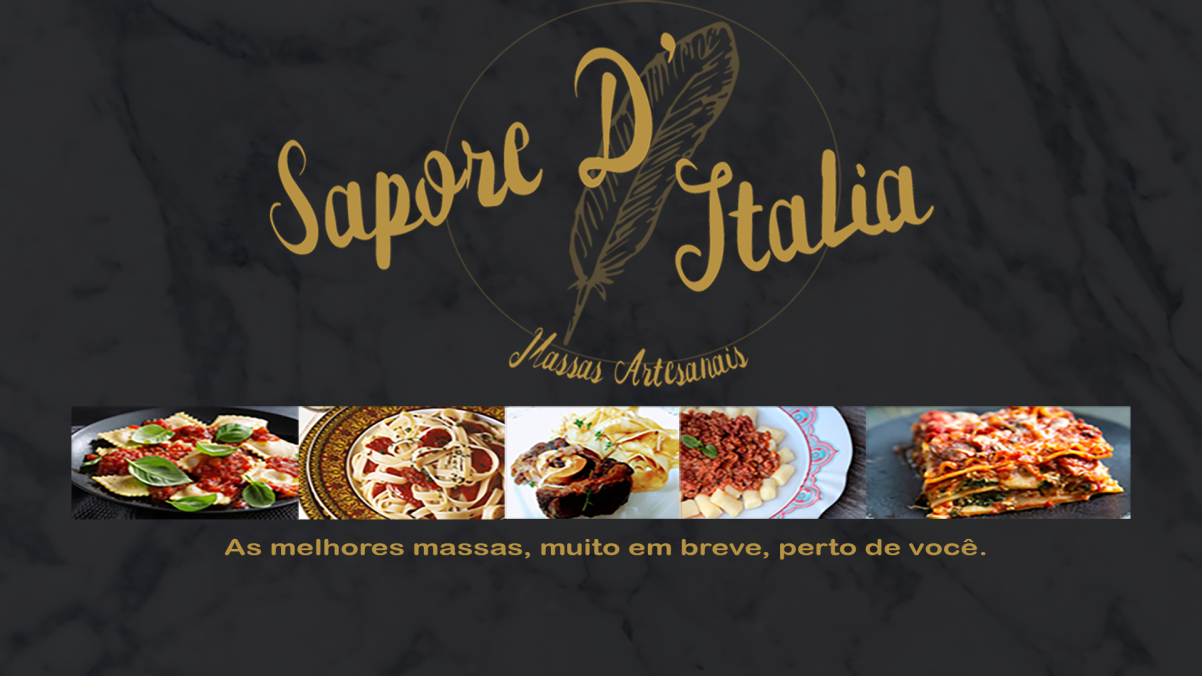 Sapore D'Italia
Massas Artesanais
As melhores massas, muito em breve, perto de você.